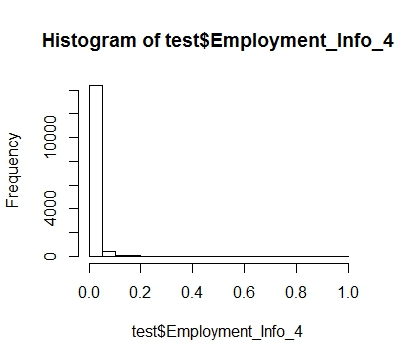 Histogram of test$Employment_Info_4
Frequency
10000
4000
0
0.0 0.2 0.4 0.6 0.8 1.0
test$Employment_Info_4